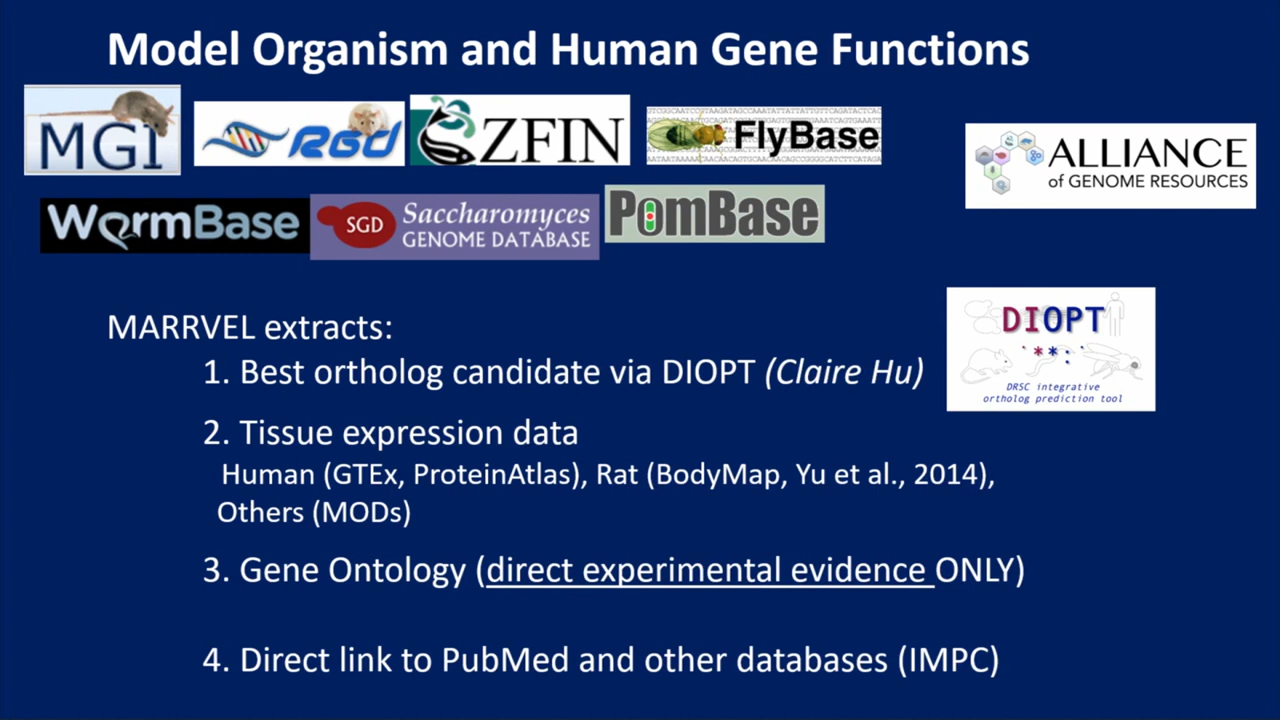 Model Organism and Human Gene Functions
MGI
RGD
ZFIN
FlyBase
ALLIANCE
of GENOME RESOURCES
WormBase
SGD
Saccharomyces
GENOME DATABASE
PomBase
MARRVEL extracts:
DIOPT
DRSC integrative
ortholog prediction tool
1. Best ortholog candidate via DIOPT (Claire Hu)
2. Tissue expression data
Human (GTEx, ProteinAtlas), Rat (BodyMap, Yu et al., 2014),
Others (MODs)
3. Gene Ontology (direct experimental evidence ONLY)
4. Direct link to PubMed and other databases (IMPC)